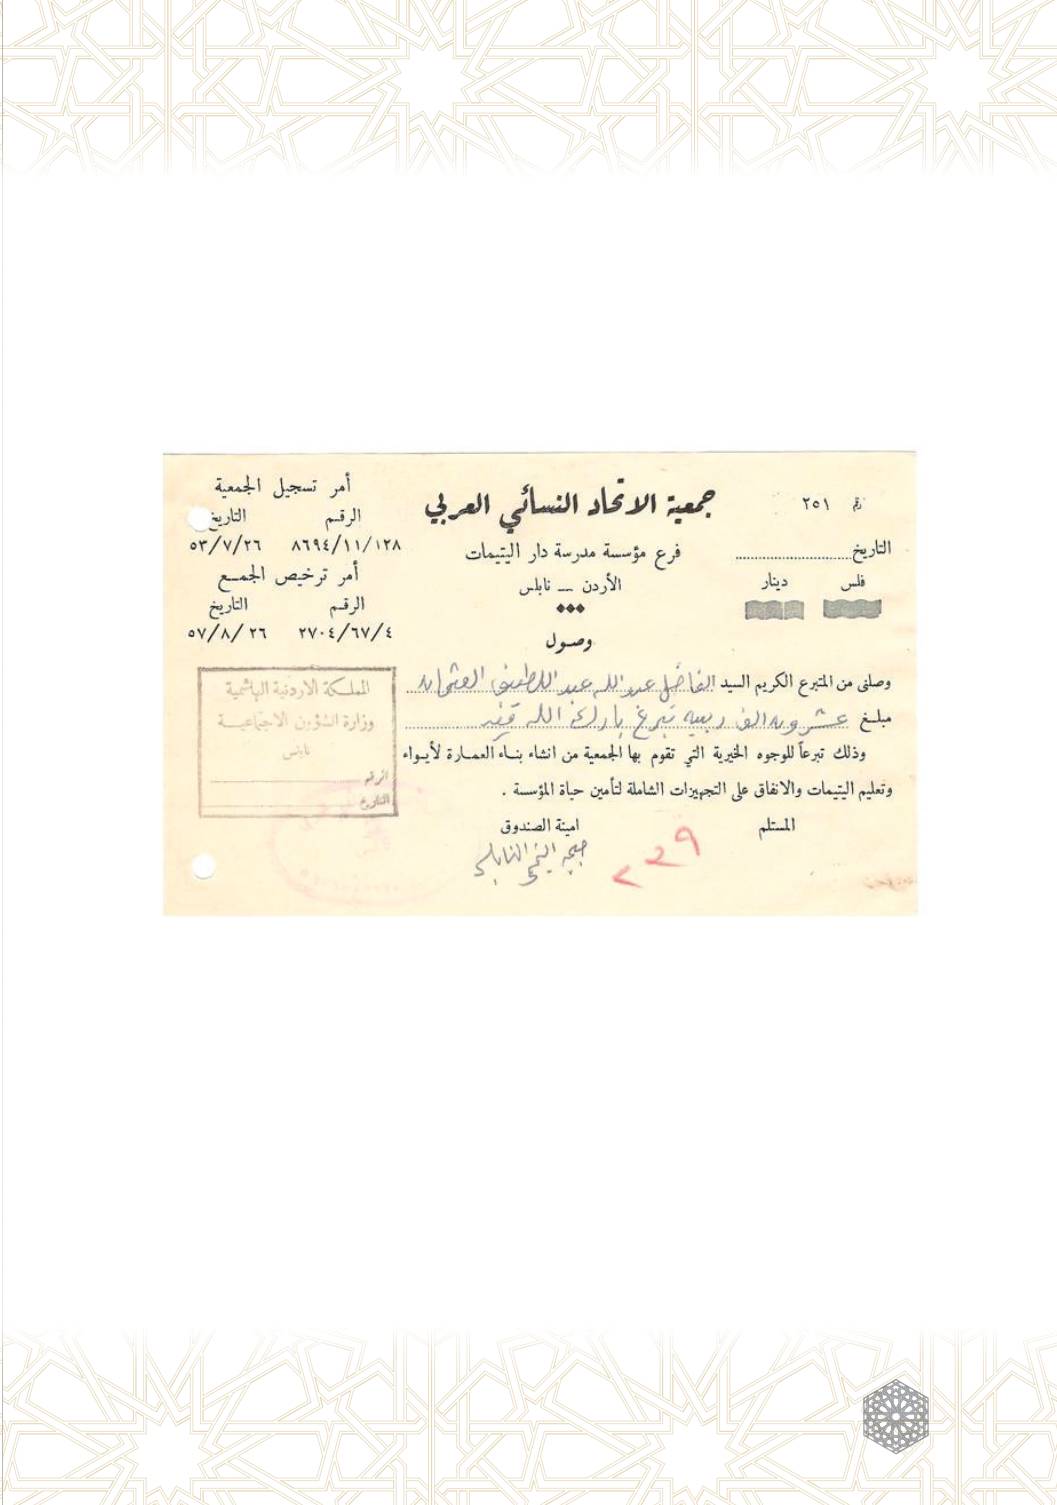 رقم ٢٥١
جمعية الاتحاد النسائي العربي
أمر تسجيل الجمعية
الرقم التاريخ
٨٦٩٤/١١/١٢٨ ٥٣/٧/٢٦
التاريخ
فرع مؤسسة مدرسة دار اليتيمات
أمر ترخيص الجمع
فلس دينار
الأردن — نابلس
الرقم التاريخ
٢٧٠٤/٦٧/٤ ٥٧/٨/٢٦
وصول
وصلني من المتبرع الكريم السيد الفاضل عبد الله عبد اللطيف العثمان
مبلغ عشرون الف ربيه تبرع بارك الله فيه
وذلك تبرعاً للوجوه الخيرية التي تقوم بها الجمعية من انشاء بناء العمارة لأيواء
وتعليم اليتيمات والانفاق على التجهيزات الشاملة لتأمين حياة المؤسسة .
المستلم
امينة الصندوق
النابلسي
المملكة الاردنية الهاشمية
وزارة الشؤون الاجتماعية
نابلس
الرقم
التاريخ